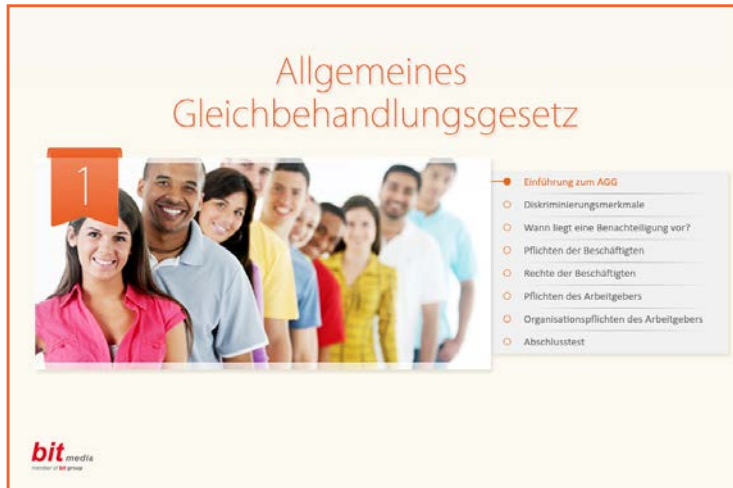 Allgemeines
Gleichbehandlungsgesetz
1
Einführung zum AGG
Diskriminierungsmerkmale
Wann liegt eine Benachteiligung vor?
Pflichten der Beschäftigten
Rechte der Beschäftigten
Pflichten des Arbeitgebers
Organisationspflichten des Arbeitgebers
Abschlusstest
bit media
member of bit group